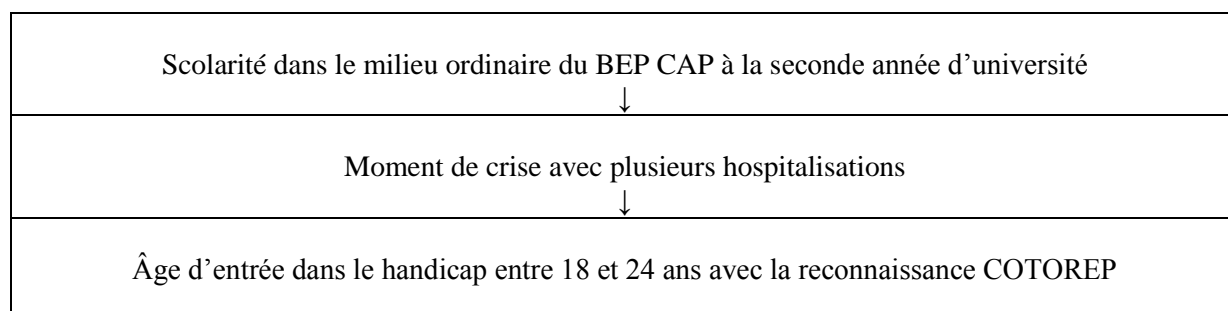 Scolarité dans le milieu ordinaire du BEP CAP à la seconde année d’université
↓
Moment de crise avec plusieurs hospitalisations
↓
Âge d’entrée dans le handicap entre 18 et 24 ans avec la reconnaissance COTOREP